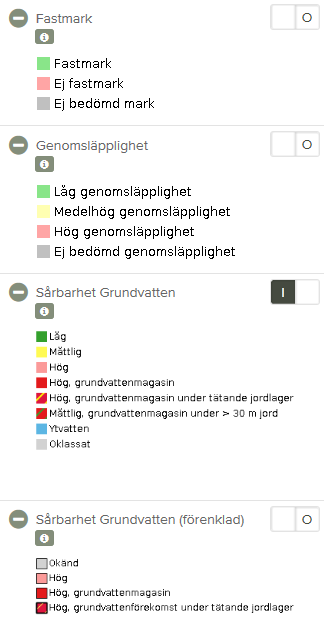 Fastmark
Fastmark
Ej fastmark
Ej bedömd mark
Genomsläpplighet
Låg genomsläpplighet
Medelhög genomsläpplighet
Hög genomsläpplighet
Ej bedömd genomsläpplighet
Sårbarhet Grundvatten
Låg
Måttlig
Hög
Hög, grundvattenmagasin
Hög, grundvattenmagasin under tätande jordlager
Måttlig, grundvattenmagasin under > 30 m jord
Ytvatten
Oklassat
Sårbarhet Grundvatten (förenklad)
Okänd
Hög
Hög, grundvattenmagasin
Hög, grundvattenförekomst under tätande jordlager